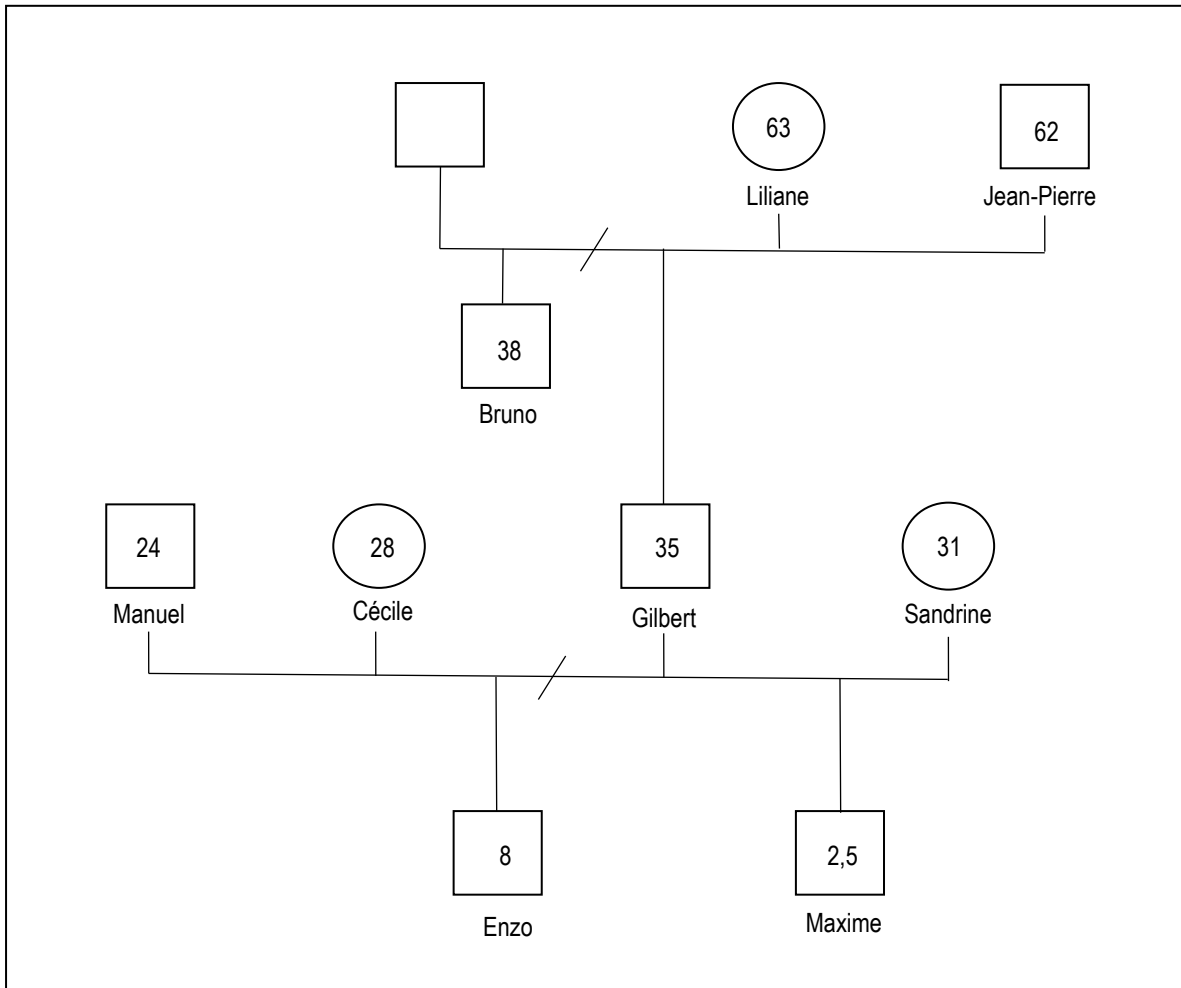 63
62
Liliane
Jean-Pierre
38
Bruno
24
28
35
31
Manuel
Cécile
Gilbert
Sandrine
8
2,5
Enzo
Maxime